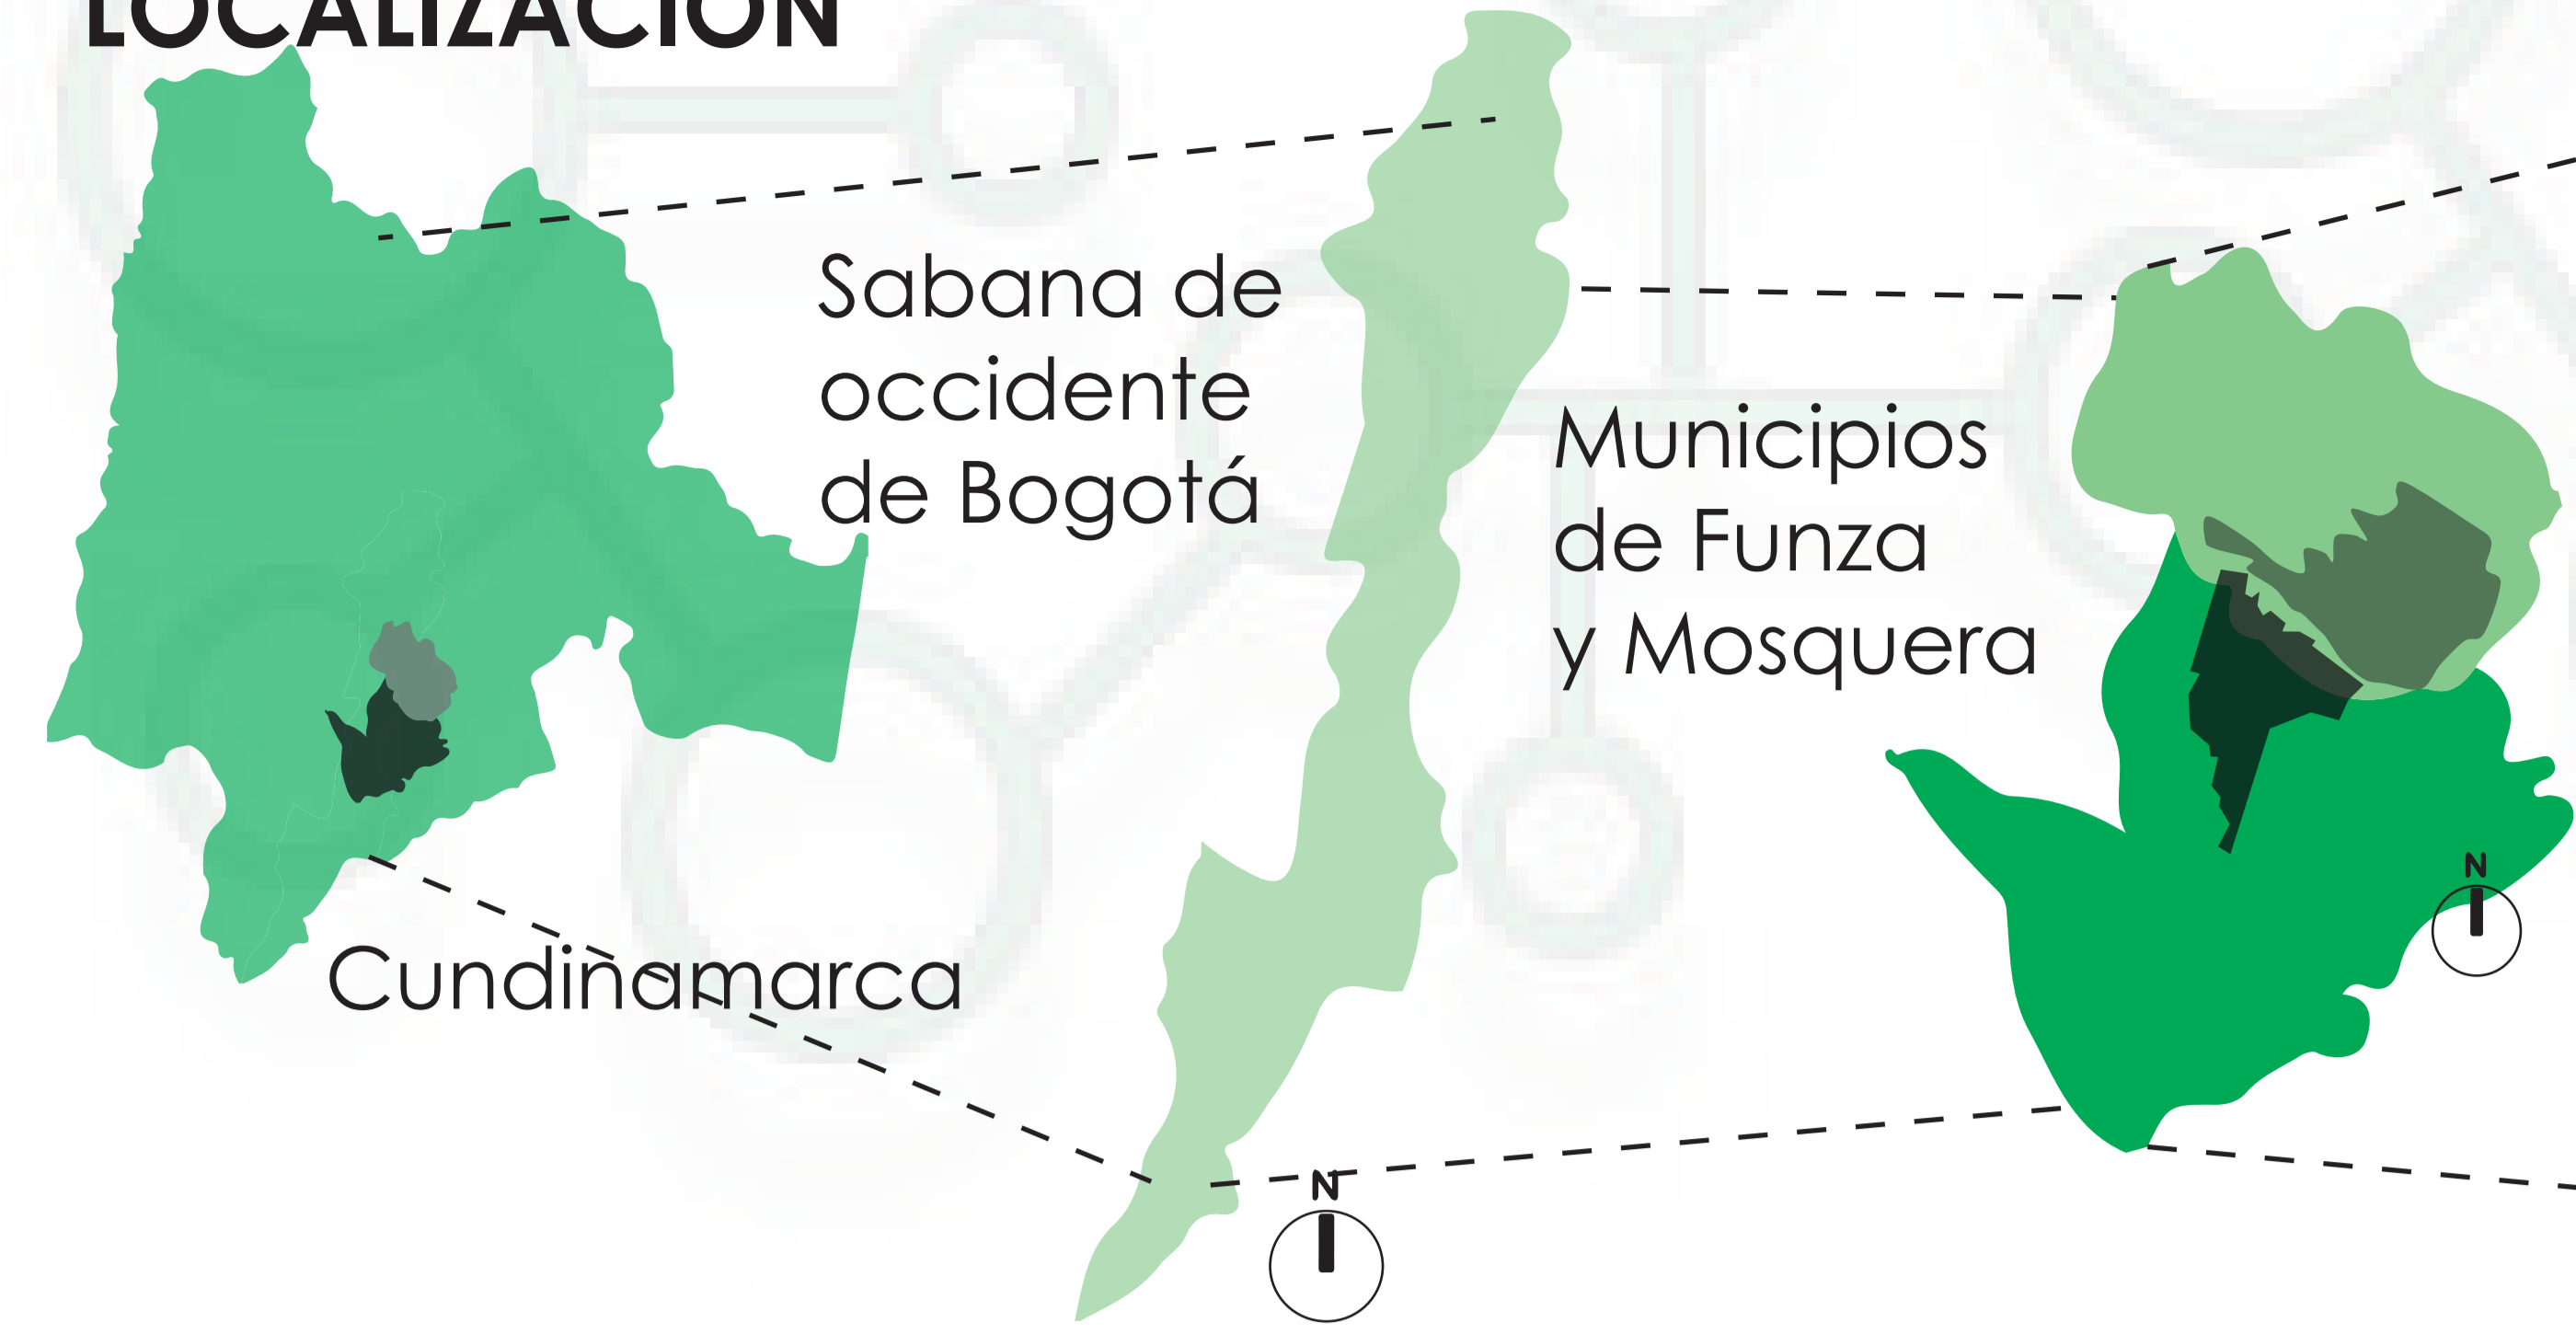 LOCALIZACIÓN
Sabana de
occidente
de Bogotá
Municipios
de Funza
y Mosquera
N
Cundinamarca
N